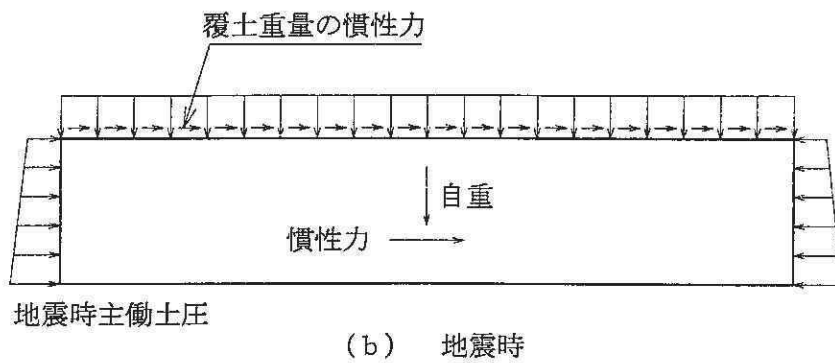 覆土重量の慣性力
自重
慣性力
地震時主働土圧
(b) 地震時